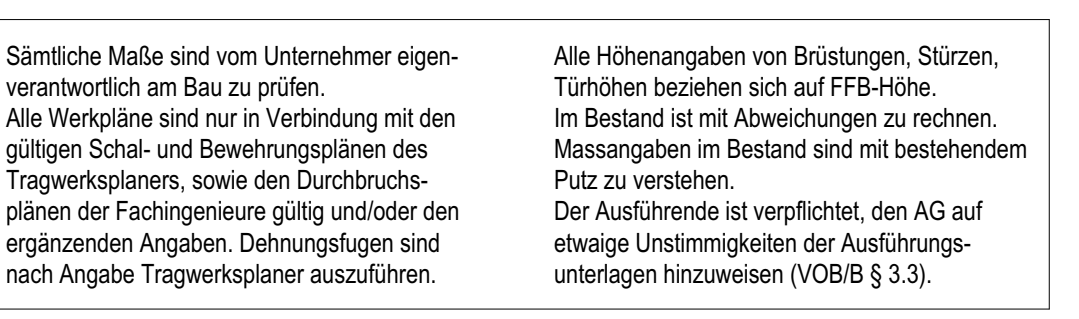 Sämtliche Maße sind vom Unternehmer eigen-
verantwortlich am Bau zu prüfen.
Alle Werkpläne sind nur in Verbindung mit den
gültigen Schal- und Bewehrungsplänen des
Tragwerksplaners, sowie den Durchbruchs-
plänen der Fachingenieure gültig und/oder den
ergänzenden Angaben. Dehnungsfugen sind
nach Angabe Tragwerksplaner auszuführen.
Alle Höhenangaben von Brüstungen, Stürzen,
Türhöhen beziehen sich auf FFB-Höhe.
Im Bestand ist mit Abweichungen zu rechnen.
Massangaben im Bestand sind mit bestehendem
Putz zu verstehen.
Der Ausführende ist verpflichtet, den AG auf
etwaige Unstimmigkeiten der Ausführungs-
unterlagen hinzuweisen (VOB/B § 3.3).